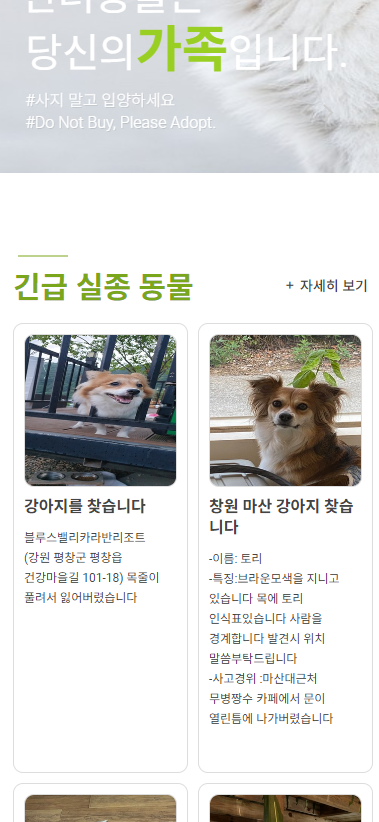 당신의가족입니다.
#사지 말고 입양하세요
#Do Not Buy, Please Adopt.
긴급 실종 동물
+ 자세히 보기
강아지를 찾습니다
블루스밸리카라반리조트
(강원 평창군 평창읍
건강마을길 101-18) 목줄이
풀려서 잃어버렸습니다
창원 마산 강아지 찾습
니다
-이름: 토리
-특징:브라운모색을 지니고
있습니다 목에 토리
인식표있습니다 사람을
경계합니다 발견시 위치
말씀부탁드립니다
-사고경위 :마산대근처
무병짱수 카페에서 문이
열린틈에 나가버렸습니다